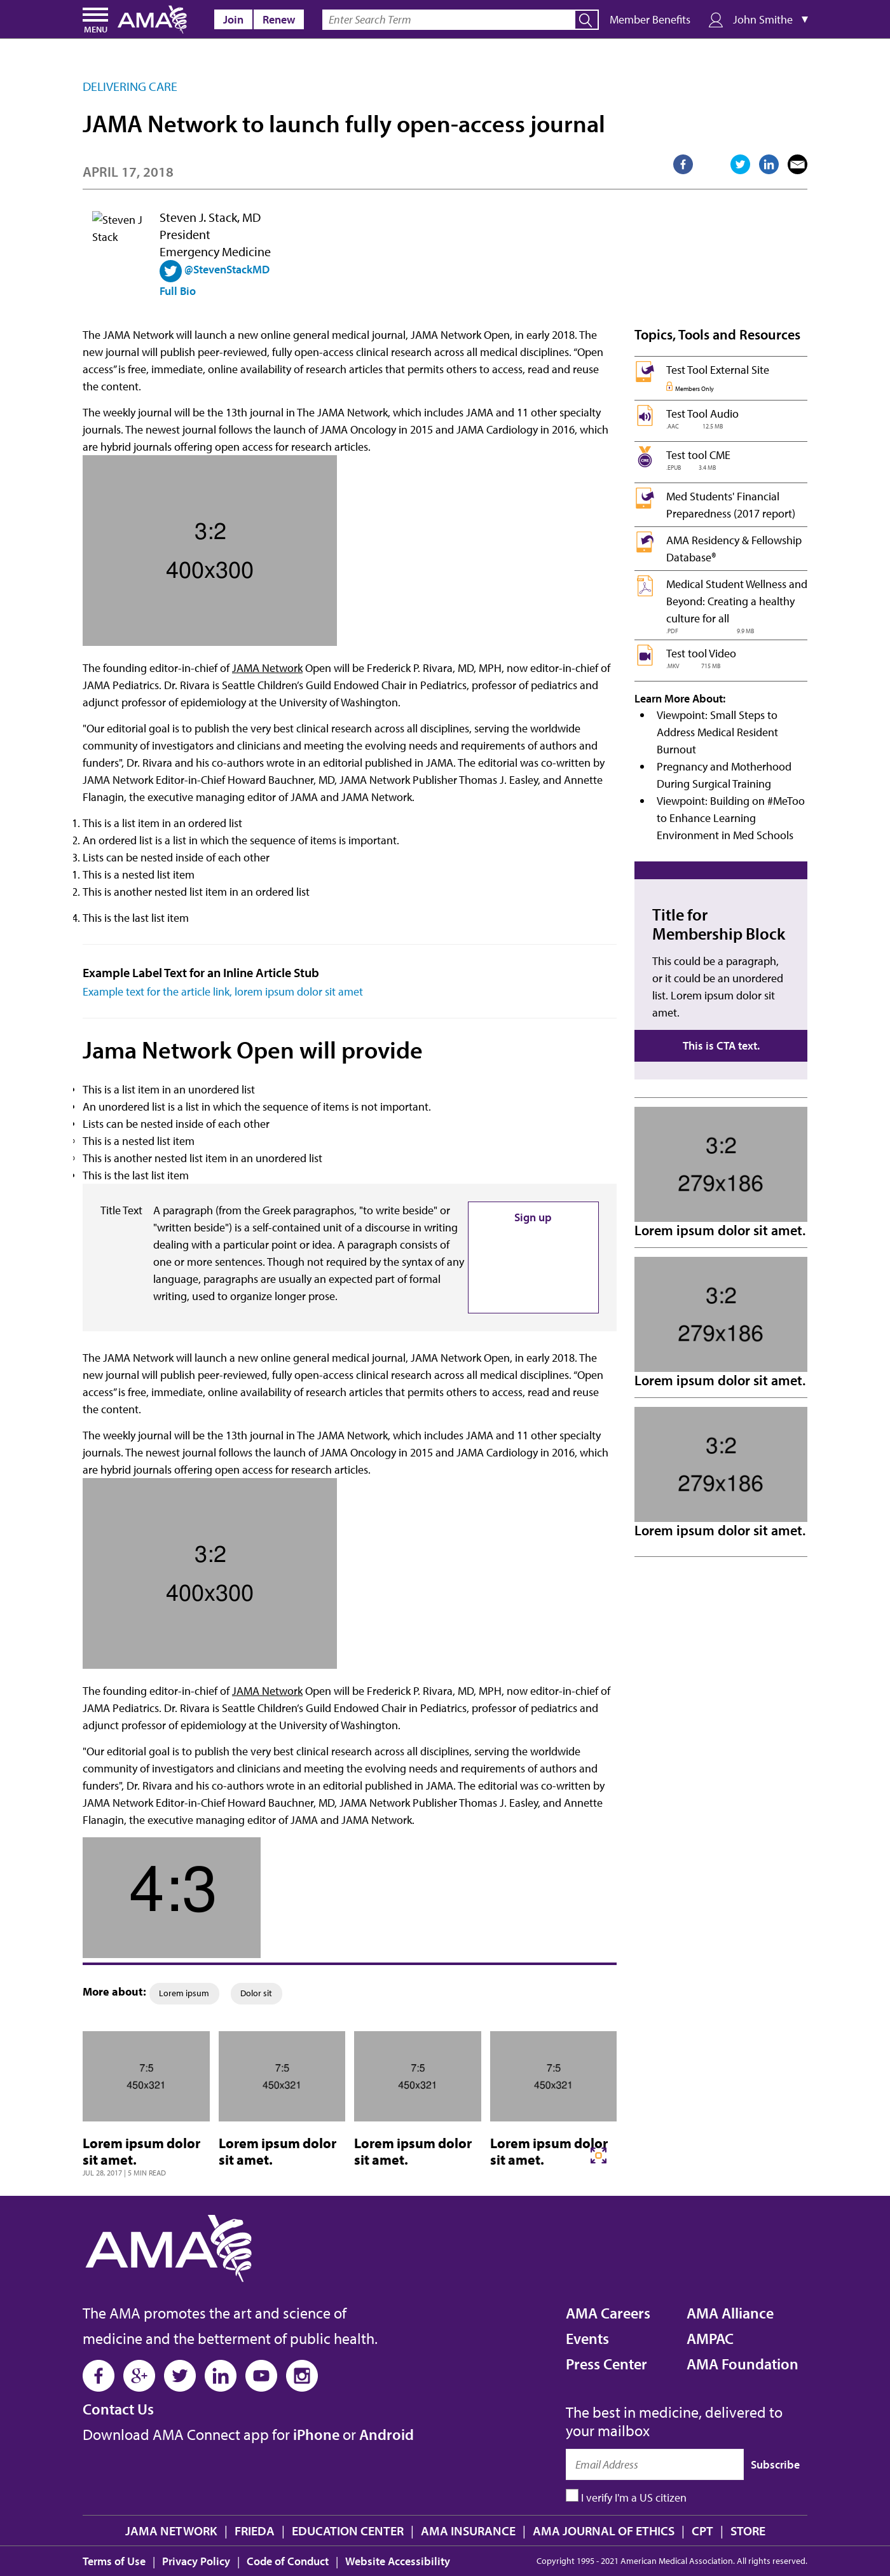 MENU
AMA
Join
Renew
Enter Search Term
Member Benefits
John Smithe ▼
DELIVERING CARE
JAMA Network to launch fully open-access journal
APRIL 17, 2018
Steven J
Stack
Steven J. Stack, MD
President
Emergency Medicine
@StevenStackMD
Full Bio
The JAMA Network will launch a new online general medical journal, JAMA Network Open, in early 2018. The
new journal will publish peer-reviewed, fully open-access clinical research across all medical disciplines. “Open
access” is free, immediate, online availability of research articles that permits others to access, read and reuse
the content.
The weekly journal will be the 13th journal in The JAMA Network, which includes JAMA and 11 other specialty
journals. The newest journal follows the launch of JAMA Oncology in 2015 and JAMA Cardiology in 2016, which
are hybrid journals offering open access for research articles.
3:2
400x300
The founding editor-in-chief of JAMA Network Open will be Frederick P. Rivara, MD, MPH, now editor-in-chief of
JAMA Pediatrics. Dr. Rivara is Seattle Children’s Guild Endowed Chair in Pediatrics, professor of pediatrics and
adjunct professor of epidemiology at the University of Washington.
"Our editorial goal is to publish the very best clinical research across all disciplines, serving the worldwide
community of investigators and clinicians and meeting the evolving needs and requirements of authors and
funders", Dr. Rivara and his co-authors wrote in an editorial published in JAMA. The editorial was co-written by
JAMA Network Editor-in-Chief Howard Bauchner, MD, JAMA Network Publisher Thomas J. Easley, and Annette
Flanagin, the executive managing editor of JAMA and JAMA Network.
1. This is a list item in an ordered list
2. An ordered list is a list in which the sequence of items is important.
3. Lists can be nested inside of each other
1. This is a nested list item
2. This is another nested list item in an ordered list
4. This is the last list item
Example Label Text for an Inline Article Stub
Example text for the article link, lorem ipsum dolor sit amet
Jama Network Open will provide
This is a list item in an unordered list
An unordered list is a list in which the sequence of items is not important.
Lists can be nested inside of each other
This is a nested list item
This is another nested list item in an unordered list
This is the last list item
Title Text
A paragraph (from the Greek paragraphos, "to write beside" or
"written beside") is a self-contained unit of a discourse in writing
dealing with a particular point or idea. A paragraph consists of
one or more sentences. Though not required by the syntax of any
language, paragraphs are usually an expected part of formal
writing, used to organize longer prose.
Sign up
The JAMA Network will launch a new online general medical journal, JAMA Network Open, in early 2018. The
new journal will publish peer-reviewed, fully open-access clinical research across all medical disciplines. “Open
access” is free, immediate, online availability of research articles that permits others to access, read and reuse
the content.
The weekly journal will be the 13th journal in The JAMA Network, which includes JAMA and 11 other specialty
journals. The newest journal follows the launch of JAMA Oncology in 2015 and JAMA Cardiology in 2016, which
are hybrid journals offering open access for research articles.
3:2
400x300
The founding editor-in-chief of JAMA Network Open will be Frederick P. Rivara, MD, MPH, now editor-in-chief of
JAMA Pediatrics. Dr. Rivara is Seattle Children’s Guild Endowed Chair in Pediatrics, professor of pediatrics and
adjunct professor of epidemiology at the University of Washington.
"Our editorial goal is to publish the very best clinical research across all disciplines, serving the worldwide
community of investigators and clinicians and meeting the evolving needs and requirements of authors and
funders", Dr. Rivara and his co-authors wrote in an editorial published in JAMA. The editorial was co-written by
JAMA Network Editor-in-Chief Howard Bauchner, MD, JAMA Network Publisher Thomas J. Easley, and Annette
Flanagin, the executive managing editor of JAMA and JAMA Network.
4:3
More about: Lorem ipsum Dolor sit
7:5
450x321
Lorem ipsum dolor
sit amet.
JUL 28, 2017 | 5 MIN READ
7:5
450x321
Lorem ipsum dolor
sit amet.
7:5
450x321
Lorem ipsum dolor
sit amet.
7:5
450x321
Lorem ipsum dolor
sit amet.
Topics, Tools and Resources
Test Tool External Site
Members Only
Test Tool Audio
.AAC 12.5 MB
Test tool CME
.EPUB 3.4 MB
Med Students' Financial
Preparedness (2017 report)
AMA Residency & Fellowship
Database®
Medical Student Wellness and
Beyond: Creating a healthy
culture for all
.PDF 9.9 MB
Test tool Video
.MKV 715 MB
Learn More About:
Viewpoint: Small Steps to
Address Medical Resident
Burnout
Pregnancy and Motherhood
During Surgical Training
Viewpoint: Building on #MeToo
to Enhance Learning
Environment in Med Schools
Title for
Membership Block
This could be a paragraph,
or it could be an unordered
list. Lorem ipsum dolor sit
amet.
This is CTA text.
3:2
279x186
Lorem ipsum dolor sit amet.
3:2
279x186
Lorem ipsum dolor sit amet.
3:2
279x186
Lorem ipsum dolor sit amet.
AMA
The AMA promotes the art and science of
medicine and the betterment of public health.
Contact Us
Download AMA Connect app for iPhone or Android
AMA Careers
Events
Press Center
AMA Alliance
AMPAC
AMA Foundation
The best in medicine, delivered to
your mailbox
Email Address
Subscribe
I verify I'm a US citizen
JAMA NETWORK | FRIEDA | EDUCATION CENTER | AMA INSURANCE | AMA JOURNAL OF ETHICS | CPT | STORE
Terms of Use | Privacy Policy | Code of Conduct | Website Accessibility
Copyright 1995 - 2021 American Medical Association. All rights reserved.